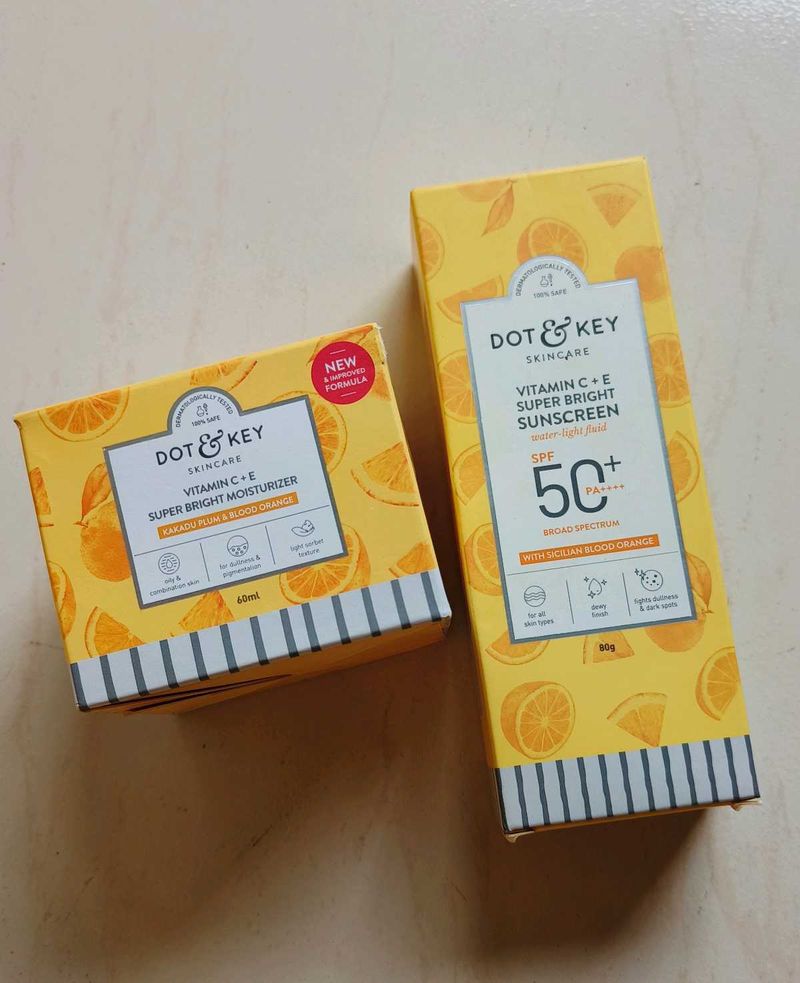 NEW
& IMPROVED
FORMULA
DERMATOLOGICALLY TESTED
100% SAFE
DOT & KEY
SKINCARE
VITAMIN C + E
SUPER BRIGHT MOISTURIZER
KAKADU PLUM & BLOOD ORANGE
oily &
combination skin
for dullness &
pigmentation
light sorbet
texture
60ml
DERMATOLOGICALLY TESTED
100% SAFE
DOT & KEY
SKINCARE
VITAMIN C + E
SUPER BRIGHT
SUNSCREEN
water-light fluid
SPF
50+
PA++++
BROAD SPECTRUM
WITH SICILIAN BLOOD ORANGE
for all
skin types
dewy
finish
fights dullness
& dark spots
80g